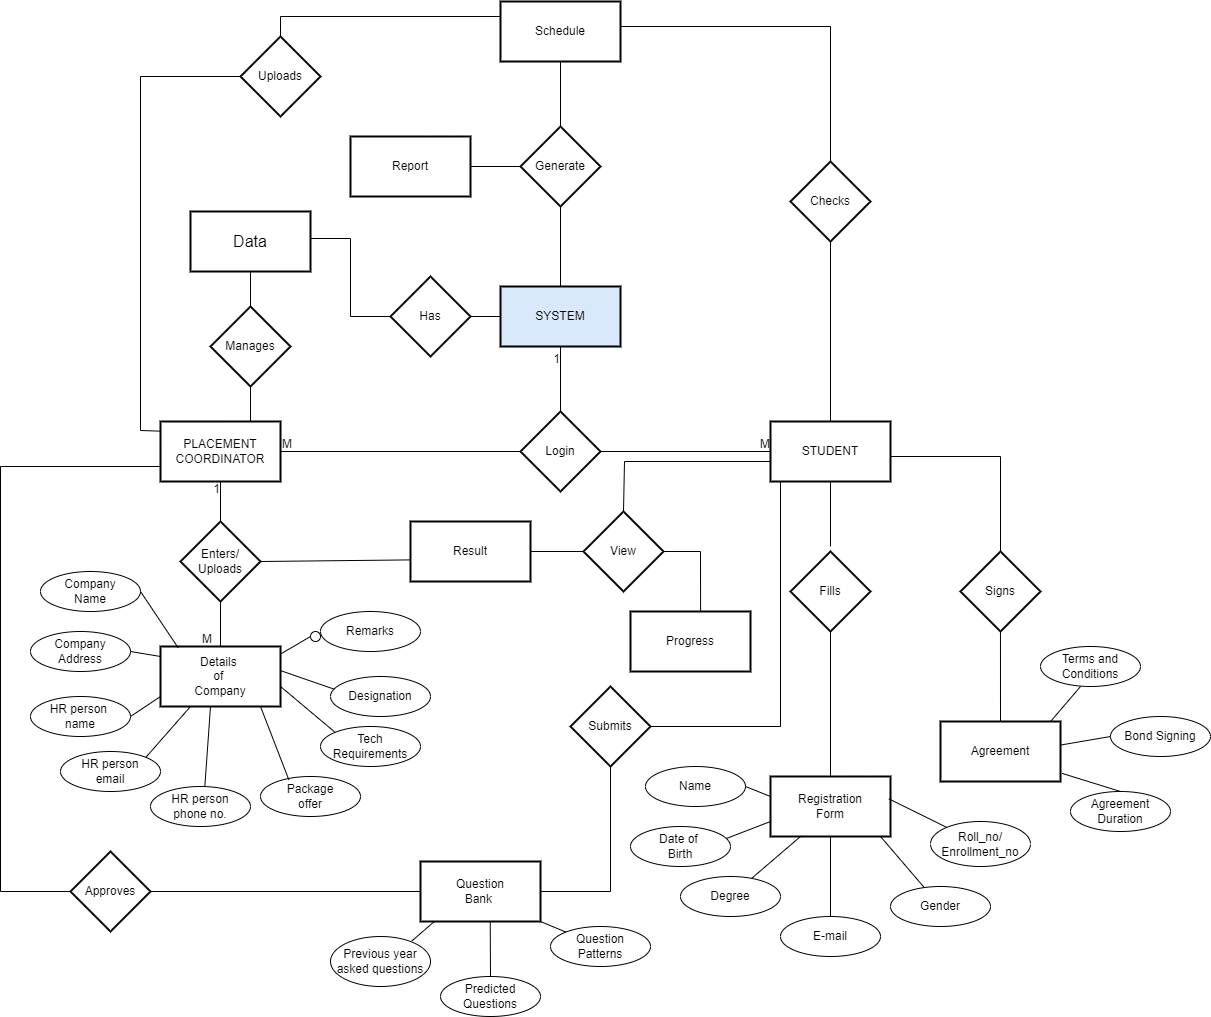 Schedule
Uploads
Report
Generate
Checks
Data
Has
SYSTEM
Manages
1
PLACEMENT
COORDINATOR
M
Login
M
STUDENT
1
Enters/
Uploads
Result
View
Fills
Signs
Company
Name
Remarks
Progress
M
Company
Address
Details
of
Company
Terms and
Conditions
Designation
HR person
name
Submits
Bond Signing
Agreement
Tech
Requirements
HR person
email
Package
offer
HR person
phone no.
Name
Registration
Form
Agreement
Duration
Date of
Birth
Roll_no/
Enrollment_no
Approves
Question
Bank
Degree
Gender
E-mail
Question
Patterns
Previous year
asked questions
Predicted
Questions